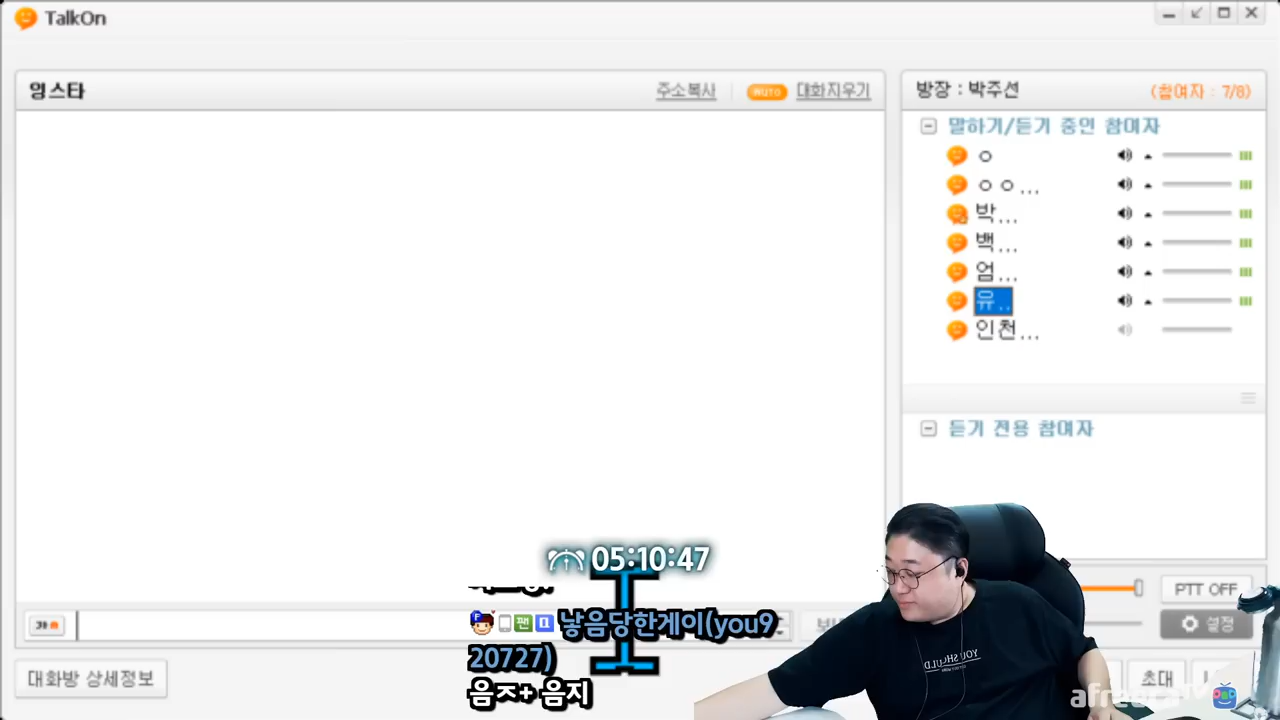 TalkOn
잉스타
주소복사
AUTO
대화지우기
방장 : 박주선
(참여자 : 7/8)
말하기/듣기 중인 참여자
ㅇ
ㅇㅇ...
박...
백...
엄...
유..
인천...
듣기 전용 참여자
05:10:47
PTT OFF
F
팬
낳음당한게이(you9
20727)
음ㅈ+ 음지
설정
대화방 상세정보
초대
YOU SHOULD